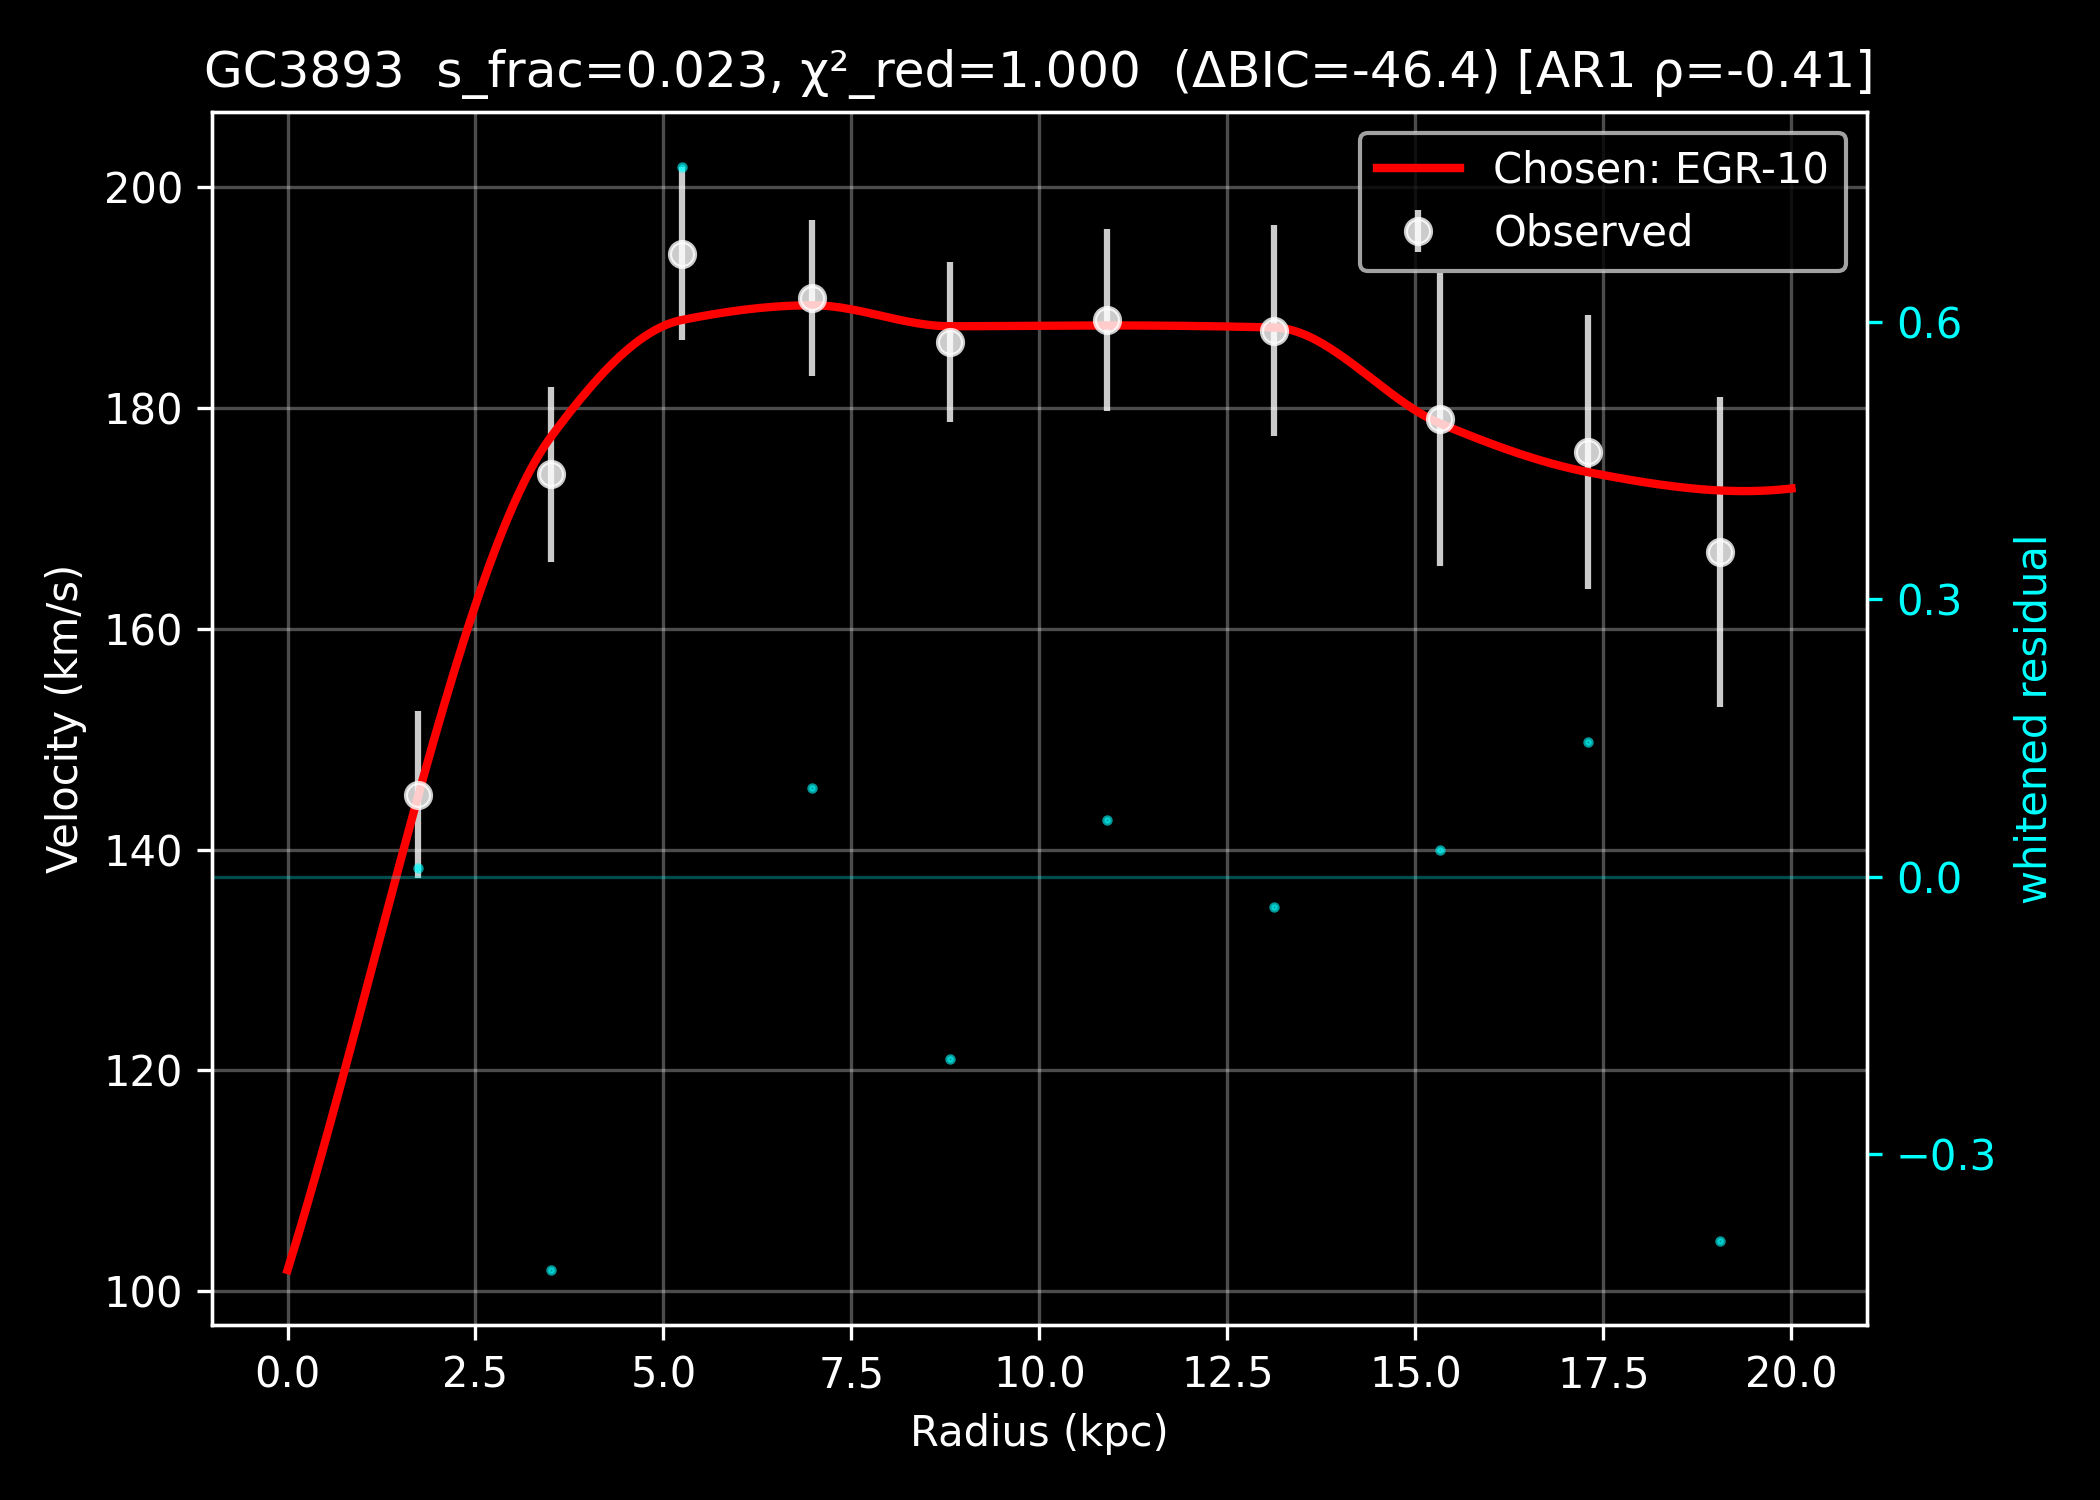 GC3893  s_frac=0.023, χ²_red=1.000  (ΔBIC=-46.4) [AR1 ρ=-0.41]
Chosen: EGR-10
Observed
Velocity (km/s)
200
180
160
140
120
100
0.6
0.3
0.0
−0.3
whitened residual
0.0 2.5 5.0 7.5 10.0 12.5 15.0 17.5 20.0
Radius (kpc)